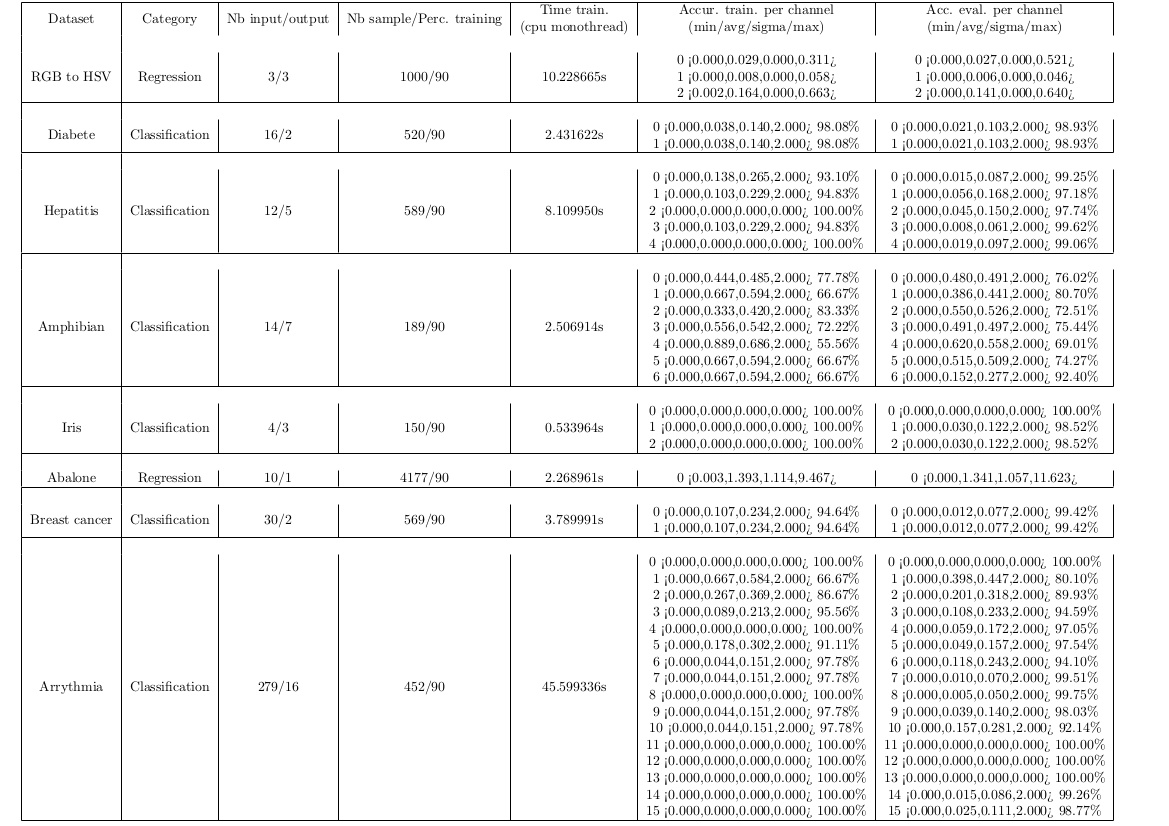 Dataset Category Nb input/output Nb sample/Perc. training Time train. (cpu monothread) Accur. train. per channel (min/avg/sigma/max) Acc. eval. per channel (min/avg/sigma/max)
RGB to HSV Regression 3/3 1000/90 10.228665s
0 ¡0.000,0.029,0.000,0.311¿ 0 ¡0.000,0.027,0.000,0.521¿
1 ¡0.000,0.008,0.000,0.058¿ 1 ¡0.000,0.006,0.000,0.046¿
2 ¡0.002,0.164,0.000,0.663¿ 2 ¡0.000,0.141,0.000,0.640¿
Diabete Classification 16/2 520/90 2.431622s
0 ¡0.000,0.038,0.140,2.000¿ 98.08% 0 ¡0.000,0.021,0.103,2.000¿ 98.93%
1 ¡0.000,0.038,0.140,2.000¿ 98.08% 1 ¡0.000,0.021,0.103,2.000¿ 98.93%
Hepatitis Classification 12/5 589/90 8.109950s
0 ¡0.000,0.138,0.265,2.000¿ 93.10% 0 ¡0.000,0.015,0.087,2.000¿ 99.25%
1 ¡0.000,0.103,0.229,2.000¿ 94.83% 1 ¡0.000,0.056,0.168,2.000¿ 97.18%
2 ¡0.000,0.000,0.000,0.000¿ 100.00% 2 ¡0.000,0.045,0.150,2.000¿ 97.74%
3 ¡0.000,0.103,0.229,2.000¿ 94.83% 3 ¡0.000,0.008,0.061,2.000¿ 99.62%
4 ¡0.000,0.000,0.000,0.000¿ 100.00% 4 ¡0.000,0.019,0.097,2.000¿ 99.06%
Amphibian Classification 14/7 189/90 2.506914s
0 ¡0.000,0.444,0.485,2.000¿ 77.78% 0 ¡0.000,0.480,0.491,2.000¿ 76.02%
1 ¡0.000,0.667,0.594,2.000¿ 66.67% 1 ¡0.000,0.386,0.441,2.000¿ 80.70%
2 ¡0.000,0.333,0.420,2.000¿ 83.33% 2 ¡0.000,0.550,0.526,2.000¿ 72.51%
3 ¡0.000,0.556,0.542,2.000¿ 72.22% 3 ¡0.000,0.491,0.497,2.000¿ 75.44%
4 ¡0.000,0.889,0.686,2.000¿ 55.56% 4 ¡0.000,0.620,0.558,2.000¿ 69.01%
5 ¡0.000,0.667,0.594,2.000¿ 66.67% 5 ¡0.000,0.515,0.509,2.000¿ 74.27%
6 ¡0.000,0.667,0.594,2.000¿ 66.67% 6 ¡0.000,0.152,0.277,2.000¿ 92.40%
Iris Classification 4/3 150/90 0.533964s
0 ¡0.000,0.000,0.000,0.000¿ 100.00% 0 ¡0.000,0.000,0.000,0.000¿ 100.00%
1 ¡0.000,0.000,0.000,0.000¿ 100.00% 1 ¡0.000,0.030,0.122,2.000¿ 98.52%
2 ¡0.000,0.000,0.000,0.000¿ 100.00% 2 ¡0.000,0.030,0.122,2.000¿ 98.52%
Abalone Regression 10/1 4177/90 2.268961s 0 ¡0.003,1.393,1.114,9.467¿ 0 ¡0.000,1.341,1.057,11.623¿
Breast cancer Classification 30/2 569/90 3.789991s
0 ¡0.000,0.107,0.234,2.000¿ 94.64% 0 ¡0.000,0.012,0.077,2.000¿ 99.42%
1 ¡0.000,0.107,0.234,2.000¿ 94.64% 1 ¡0.000,0.012,0.077,2.000¿ 99.42%
Arrythmia Classification 279/16 452/90 45.599336s
0 ¡0.000,0.000,0.000,0.000¿ 100.00% 0 ¡0.000,0.000,0.000,0.000¿ 100.00%
1 ¡0.000,0.667,0.584,2.000¿ 66.67% 1 ¡0.000,0.398,0.447,2.000¿ 80.10%
2 ¡0.000,0.267,0.369,2.000¿ 86.67% 2 ¡0.000,0.201,0.318,2.000¿ 89.93%
3 ¡0.000,0.089,0.213,2.000¿ 95.56% 3 ¡0.000,0.108,0.233,2.000¿ 94.59%
4 ¡0.000,0.000,0.000,0.000¿ 100.00% 4 ¡0.000,0.059,0.172,2.000¿ 97.05%
5 ¡0.000,0.178,0.302,2.000¿ 91.11% 5 ¡0.000,0.049,0.157,2.000¿ 97.54%
6 ¡0.000,0.044,0.151,2.000¿ 97.78% 6 ¡0.000,0.118,0.243,2.000¿ 94.10%
7 ¡0.000,0.044,0.151,2.000¿ 97.78% 7 ¡0.000,0.010,0.070,2.000¿ 99.51%
8 ¡0.000,0.000,0.000,0.000¿ 100.00% 8 ¡0.000,0.005,0.050,2.000¿ 99.75%
9 ¡0.000,0.044,0.151,2.000¿ 97.78% 9 ¡0.000,0.039,0.140,2.000¿ 98.03%
10 ¡0.000,0.044,0.151,2.000¿ 97.78% 10 ¡0.000,0.157,0.281,2.000¿ 92.14%
11 ¡0.000,0.000,0.000,0.000¿ 100.00% 11 ¡0.000,0.000,0.000,0.000¿ 100.00%
12 ¡0.000,0.000,0.000,0.000¿ 100.00% 12 ¡0.000,0.000,0.000,0.000¿ 100.00%
13 ¡0.000,0.000,0.000,0.000¿ 100.00% 13 ¡0.000,0.000,0.000,0.000¿ 100.00%
14 ¡0.000,0.000,0.000,0.000¿ 100.00% 14 ¡0.000,0.015,0.086,2.000¿ 99.26%
15 ¡0.000,0.000,0.000,0.000¿ 100.00% 15 ¡0.000,0.025,0.111,2.000¿ 98.77%